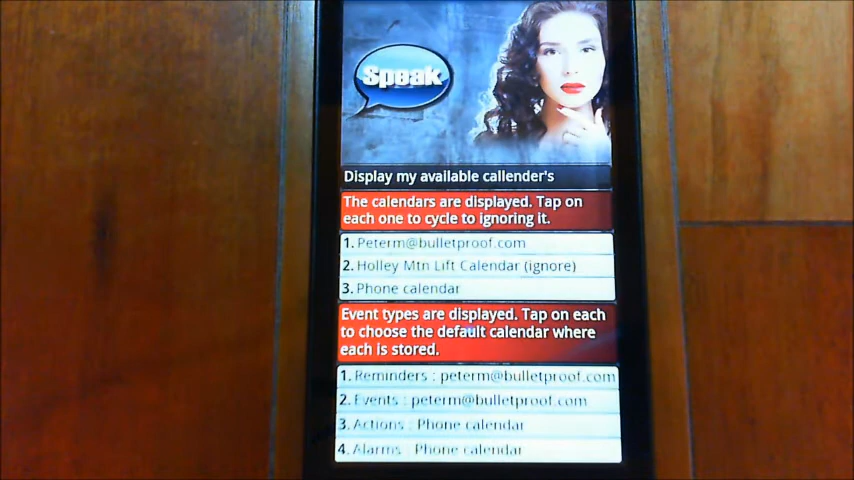 Speak
Display my available callender's
The calendars are displayed. Tap on
each one to cycle to ignoring it.
1. Peterm@bulletproof.com
2. Holley Mtn Lift Calendar (ignore)
3. Phone calendar
Event types are displayed. Tap on each
to choose the default calendar where
each is stored.
1. Reminders : peterm@bulletproof.com
2. Events : peterm@bulletproof.com
3. Actions : Phone calendar
4. Alarms : Phone calendar